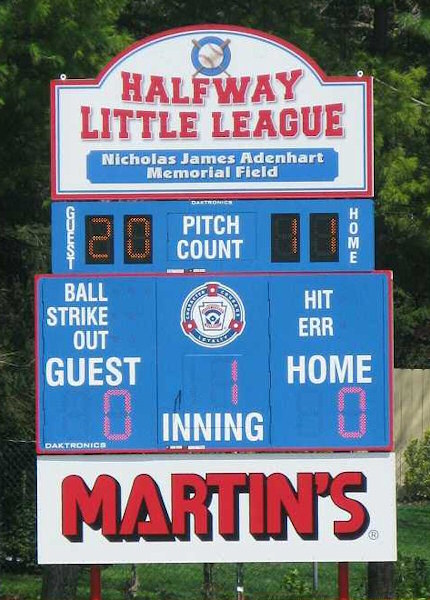 HALFWAY
LITTLE LEAGUE
Nicholas James Adenhart
Memorial Field
DAKTRONICS
GUEST 20 PITCH COUNT 11 HOME
BALL
STRIKE
OUT
HIT
ERR
GUEST
HOME
0 1 0
INNING
DAKTRONICS
MARTIN'S®